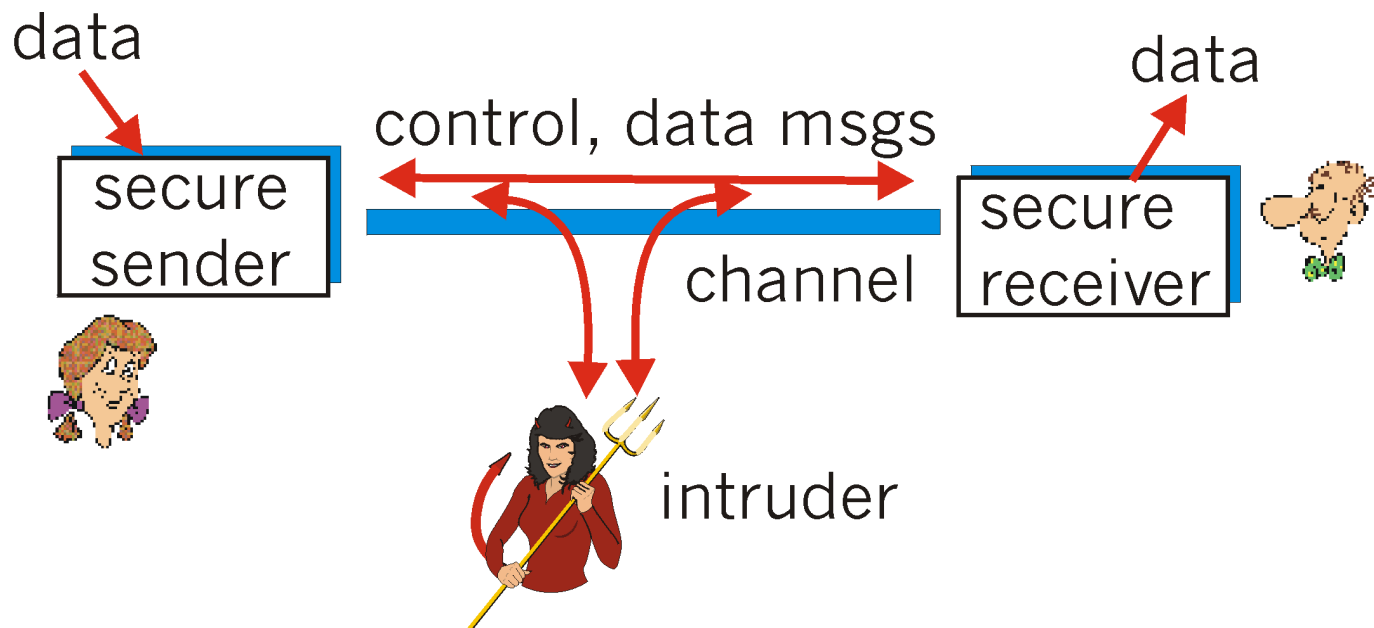 data
data
control, data msgs
secure
sender
secure
receiver
channel
intruder